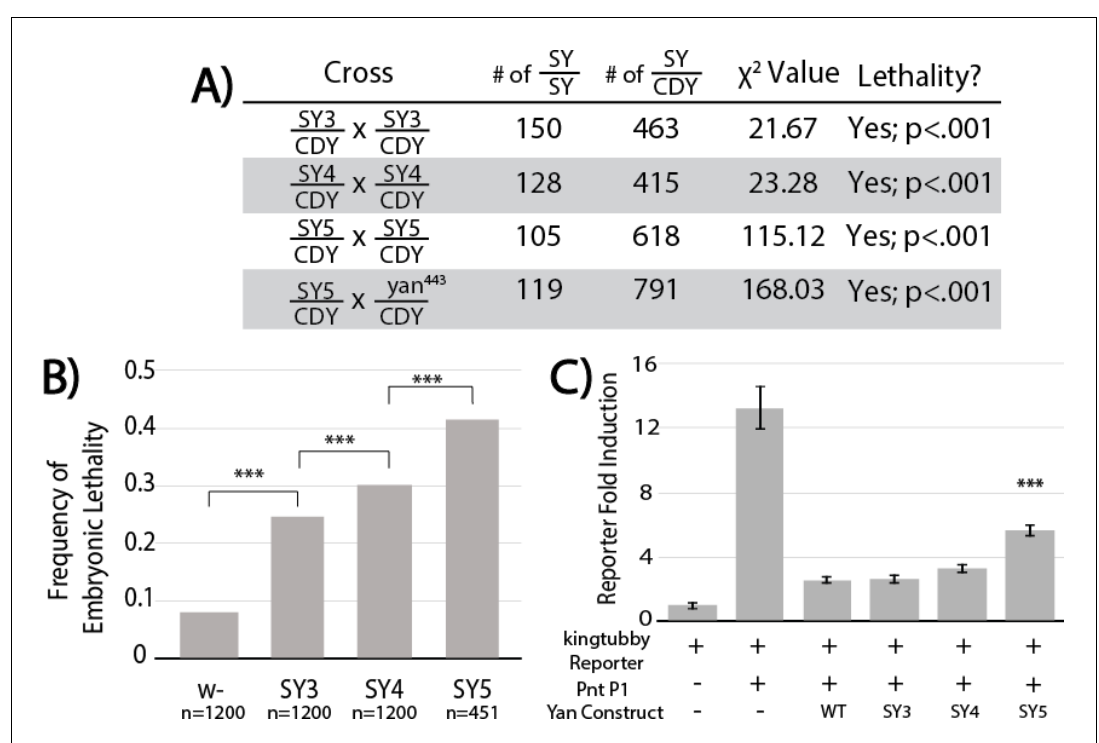 A)
Cross # of SY/SY # of SY/CDY χ² Value Lethality?
SY3/CDY x SY3/CDY 150 463 21.67 Yes; p<.001
SY4/CDY x SY4/CDY 128 415 23.28 Yes; p<.001
SY5/CDY x SY5/CDY 105 618 115.12 Yes; p<.001
SY5/CDY x yan⁴⁴³/CDY 119 791 168.03 Yes; p<.001
B)
Frequency of
Embryonic Lethality
0.5
0.4
0.3
0.2
0.1
0
***
***
***
w- SY3 SY4 SY5
n=1200 n=1200 n=1200 n=451
C)
Reporter Fold Induction
16
12
8
4
0
***
kingtubby
Reporter + + + + + +
Pnt P1 - + + + + +
Yan Construct - - WT SY3 SY4 SY5